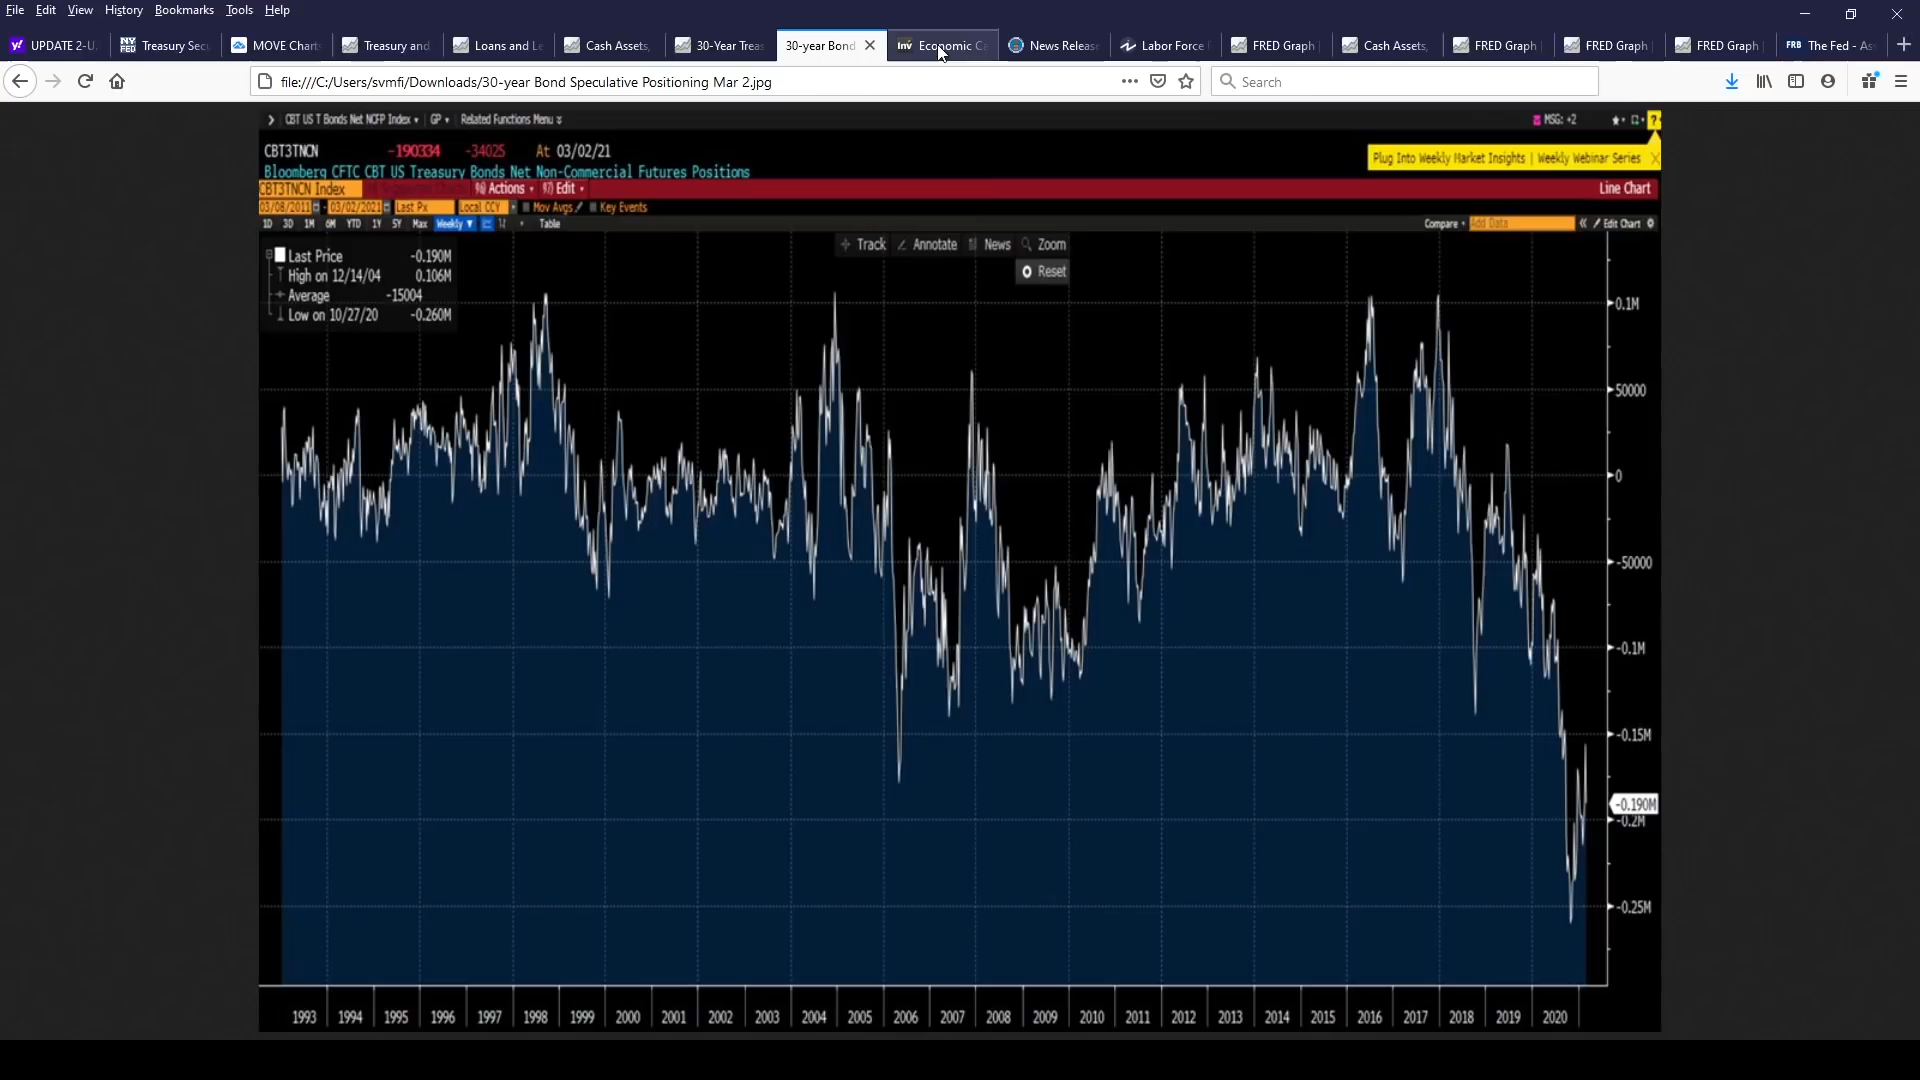 File Edit View History Bookmarks Tools Help
UPDATE 2-U. Treasury Sec MOVE Chart Treasury and Loans and Le Cash Assets, 30-Year Treas 30-year Bond Economic Ca News Release Labor Force FRED Graph Cash Assets, FRED Graph FRED Graph FRED Graph FRB The Fed - As
file:///C:/Users/svmfi/Downloads/30-year Bond Speculative Positioning Mar 2.jpg Search
CBT US T Bonds Net NCFP Index GP Related Functions Menu MSG: +2 ?
CBT3TNCN -190334 -34025 At 03/02/21
Plug Into Weekly Market Insights | Weekly Webinar Series X
Bloomberg CFTC CBT US Treasury Bonds Net Non-Commercial Futures Positions
CBT3TNCN Index Actions Edit Line Chart
03/08/2011 - 03/02/2021 Last Px Local CCY Mov Avgs Key Events
1D 3D 1M 6M YTD 1Y 5Y Max Weekly Table Compare Add Data Edit Chart
Track Annotate News Zoom
Reset
Last Price -0.190M
High on 12/14/04 0.106M
Average -15004
Low on 10/27/20 -0.260M
0.1M
50000
0
-50000
-0.1M
-0.15M
-0.190M
-0.2M
-0.25M
1993 1994 1995 1996 1997 1998 1999 2000 2001 2002 2003 2004 2005 2006 2007 2008 2009 2010 2011 2012 2013 2014 2015 2016 2017 2018 2019 2020